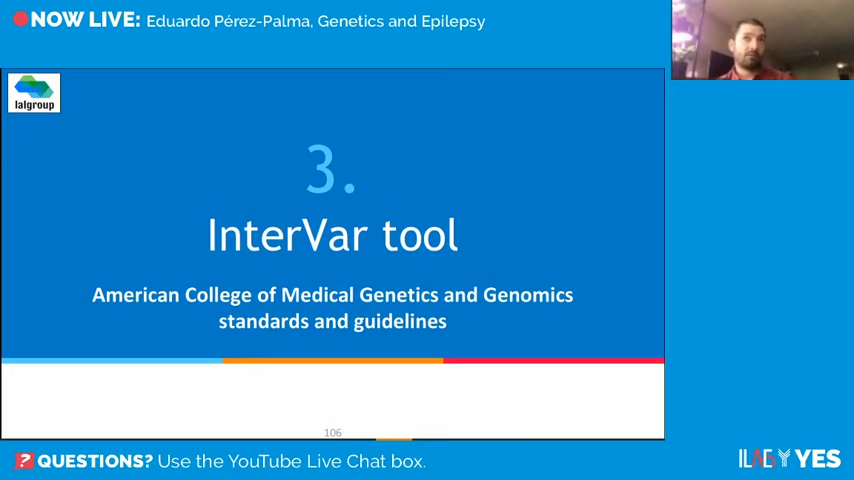 NOW LIVE: Eduardo Pérez-Palma, Genetics and Epilepsy
lalgroup
3.
InterVar tool
American College of Medical Genetics and Genomics
standards and guidelines
106
? QUESTIONS? Use the YouTube Live Chat box.
ILAE YES